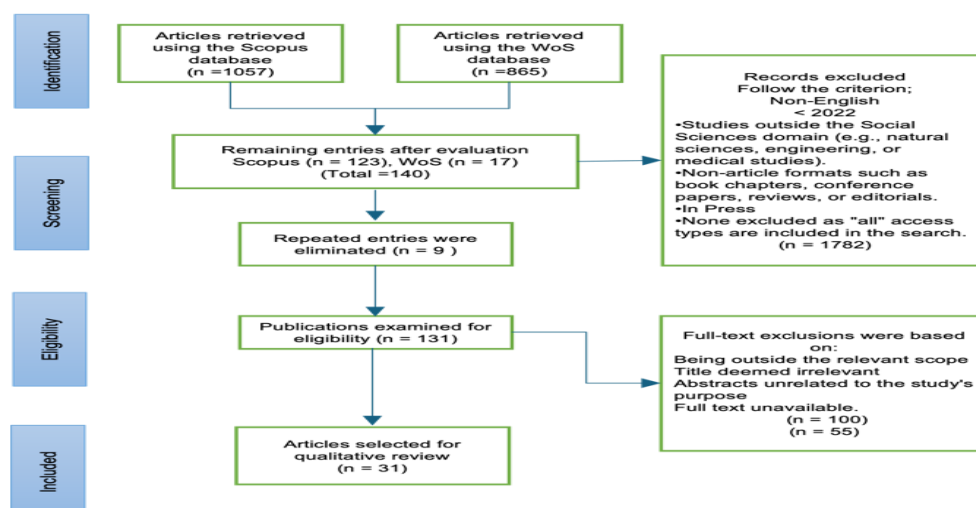 Identification
Articles retrieved
using the Scopus
database
(n =1057)
Articles retrieved
using the WoS
database
(n =865)
Records excluded
Follow the criterion;
Non-English
< 2022
•Studies outside the Social
Sciences domain (e.g., natural
sciences, engineering, or
medical studies).
•Non-article formats such as
book chapters, conference
papers, reviews, or editorials.
•In Press
•None excluded as "all" access
types are included in the search.
(n = 1782)
Screening
Remaining entries after evaluation
Scopus (n = 123), WoS (n = 17)
(Total =140)
Repeated entries were
eliminated (n = 9 )
Eligibility
Publications examined for
eligibility (n = 131)
Full-text exclusions were based
on:
Being outside the relevant scope
Title deemed irrelevant
Abstracts unrelated to the study's
purpose
Full text unavailable.
(n = 100)
(n = 55)
Included
Articles selected for
qualitative review
(n = 31)